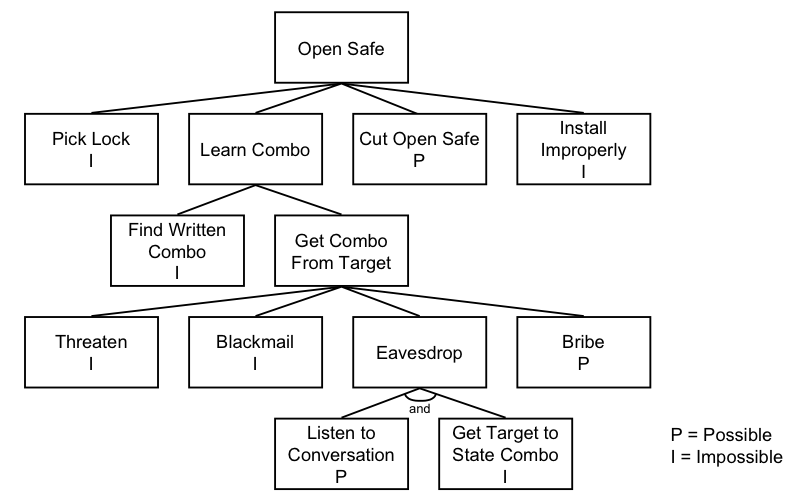 Open Safe
Pick Lock
I
Learn Combo
Cut Open Safe
P
Install
Improperly
I
Find Written
Combo
I
Get Combo
From Target
Threaten
I
Blackmail
I
Eavesdrop
Bribe
P
and
Listen to
Conversation
P
Get Target to
State Combo
I
P = Possible
I = Impossible